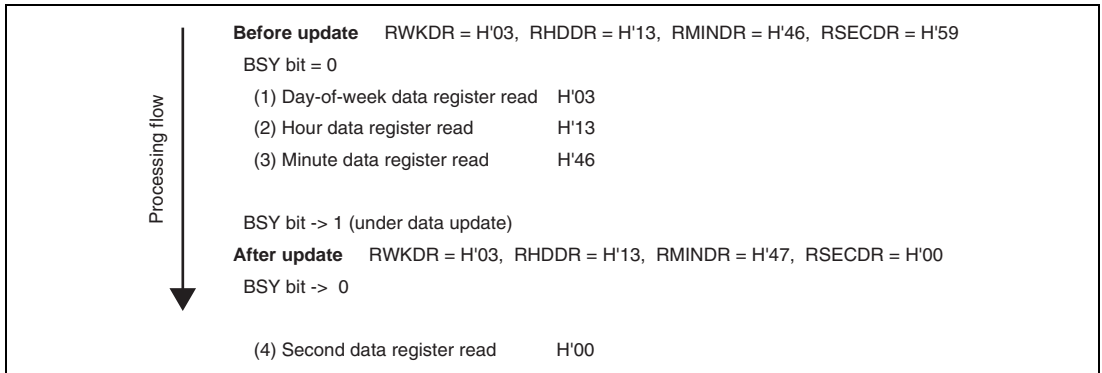 Processing flow
Before update RWKDR = H'03, RHDDR = H'13, RMINDR = H'46, RSECDR = H'59
BSY bit = 0
(1) Day-of-week data register read H'03
(2) Hour data register read H'13
(3) Minute data register read H'46
BSY bit -> 1 (under data update)
After update RWKDR = H'03, RHDDR = H'13, RMINDR = H'47, RSECDR = H'00
BSY bit -> 0
(4) Second data register read H'00